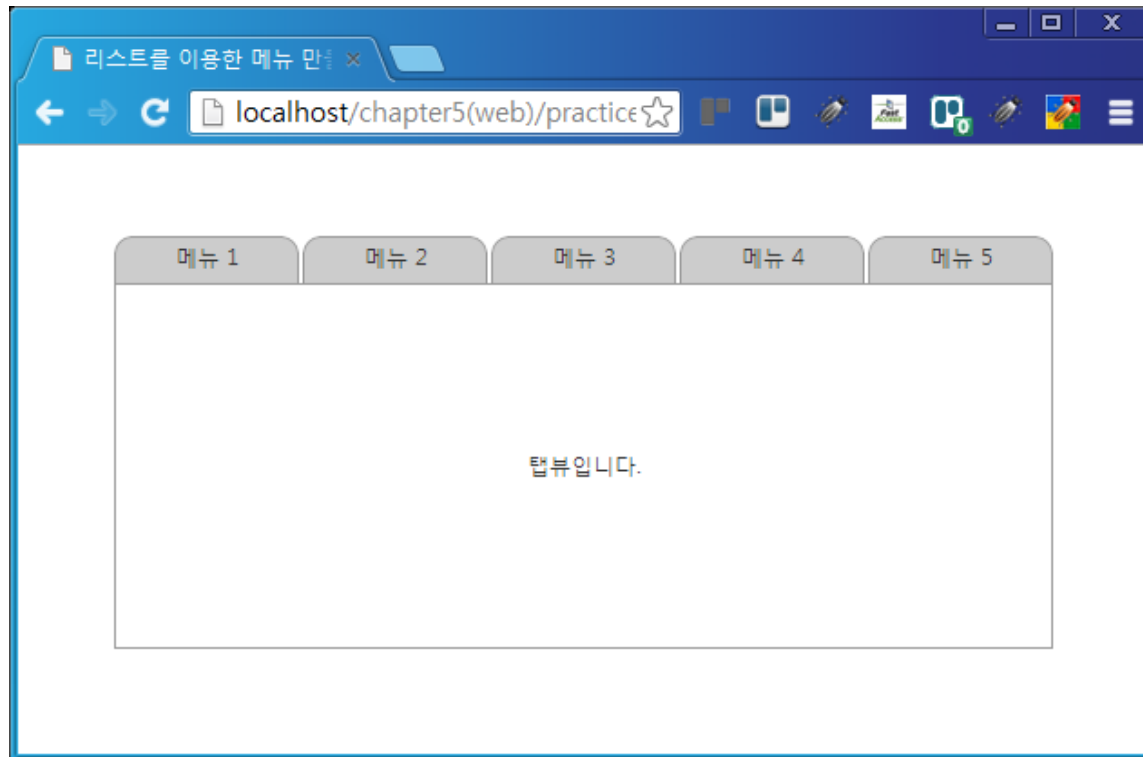 리스트를 이용한 메뉴 만
localhost/chapter5(web)/practice
0
메뉴 1
메뉴 2
메뉴 3
메뉴 4
메뉴 5
탭뷰입니다.